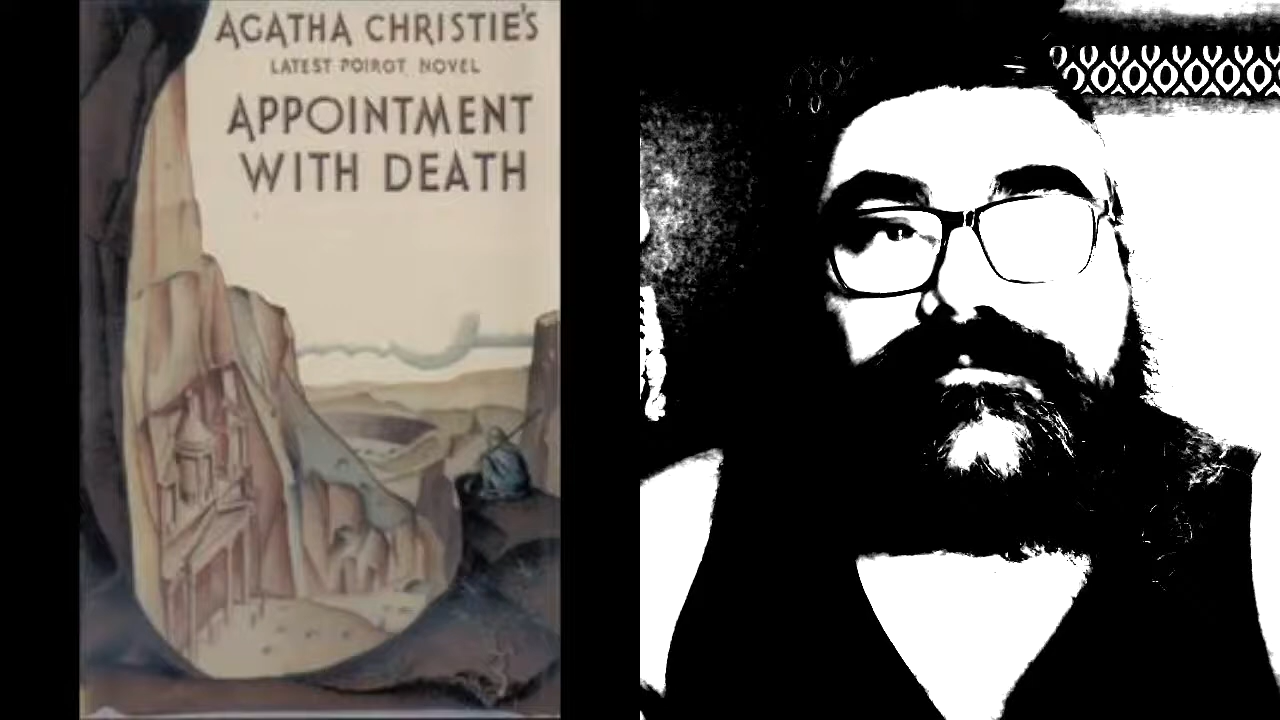 AGATHA CHRISTIE'S
LATEST POIROT NOVEL
APPOINTMENT
WITH DEATH